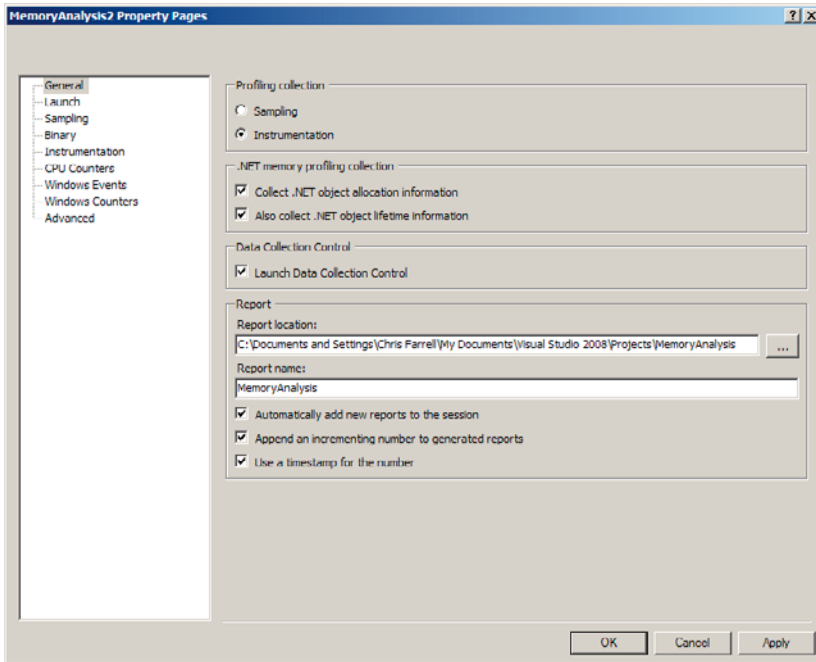 MemoryAnalysis2 Property Pages
General
Launch
Sampling
Binary
Instrumentation
CPU Counters
Windows Events
Windows Counters
Advanced
Profiling collection
Sampling
Instrumentation
.NET memory profiling collection
Collect .NET object allocation information
Also collect .NET object lifetime information
Data Collection Control
Launch Data Collection Control
Report
Report location:
C:\Documents and Settings\Chris Farrell\My Documents\Visual Studio 2008\Projects\MemoryAnalysis
...
Report name:
MemoryAnalysis
Automatically add new reports to the session
Append an incrementing number to generated reports
Use a timestamp for the number
OK Cancel Apply